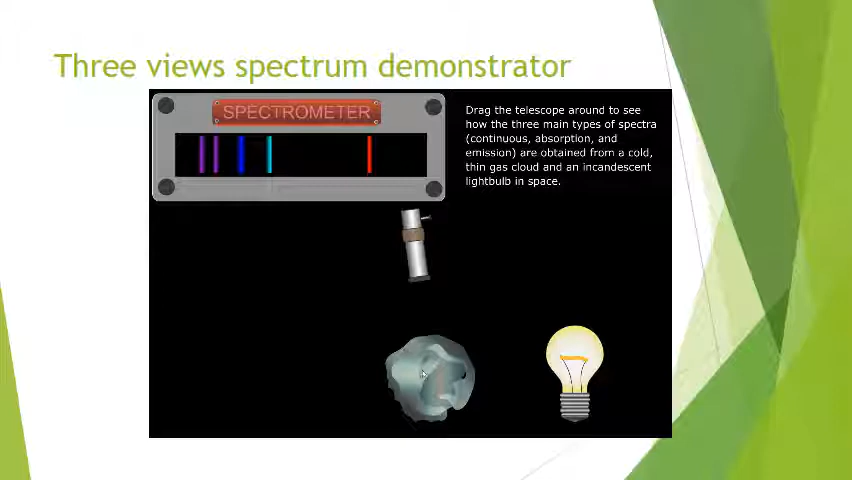 Three views spectrum demonstrator
SPECTROMETER
Drag the telescope around to see
how the three main types of spectra
(continuous, absorption, and
emission) are obtained from a cold,
thin gas cloud and an incandescent
lightbulb in space.